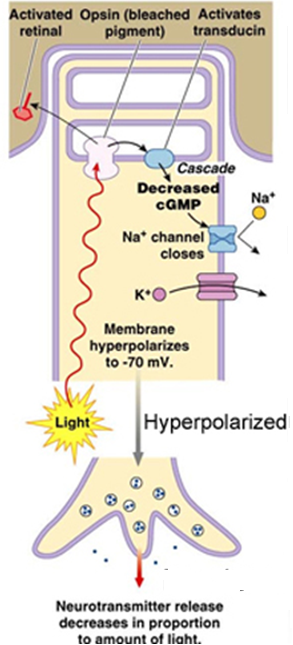 Activated retinal
Opsin (bleached pigment)
Activates transducin
Cascade
Decreased
cGMP
Na+
Na+ channel
closes
K+
Membrane
hyperpolarizes
to -70 mV.
Light
Hyperpolarized
Neurotransmitter release
decreases in proportion
to amount of light.